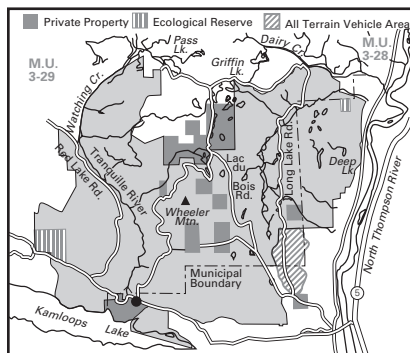 Private Property
Ecological Reserve
All Terrain Vehicle Area
M.U.
3-29
Pass
Lk.
Griffin
Lk.
Dairy Cr.
M.U.
3-28
Watching Cr.
Red Lake Rd.
Tranquille River
Lac
du
Bois
Rd.
Long Lake Rd.
Deep
Lk.
North Thompson River
Wheeler
Mtn.
Municipal
Boundary
5
Kamloops
Lake